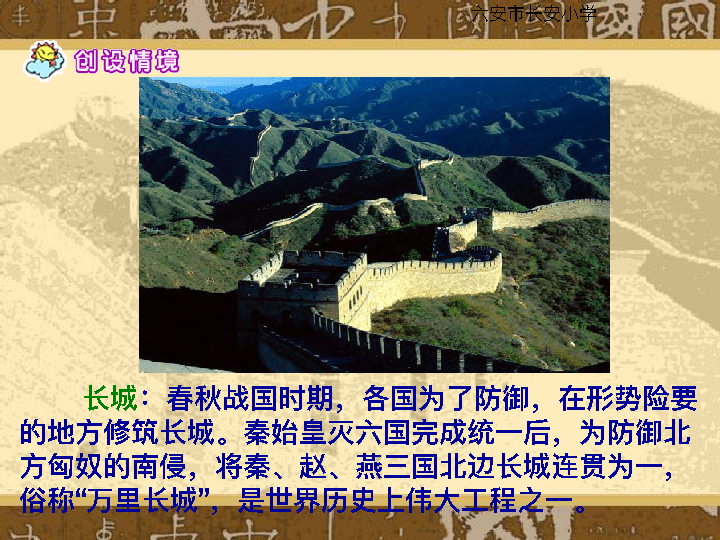 六安市长安小学
创设情境
长城：春秋战国时期，各国为了防御，在形势险要
的地方修筑长城。秦始皇灭六国完成统一后，为防御北
方匈奴的南侵，将秦、赵、燕三国北边长城连贯为一，
俗称“万里长城”，是世界历史上伟大工程之一。